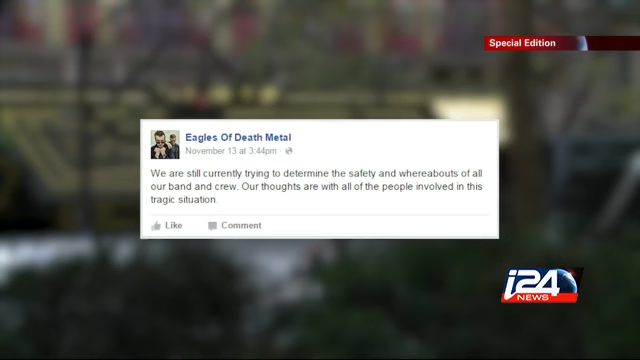 Special Edition
Eagles Of Death Metal
November 13 at 3:44pm ·
We are still currently trying to determine the safety and whereabouts of all
our band and crew. Our thoughts are with all of the people involved in this
tragic situation.
Like Comment
i24
NEWS